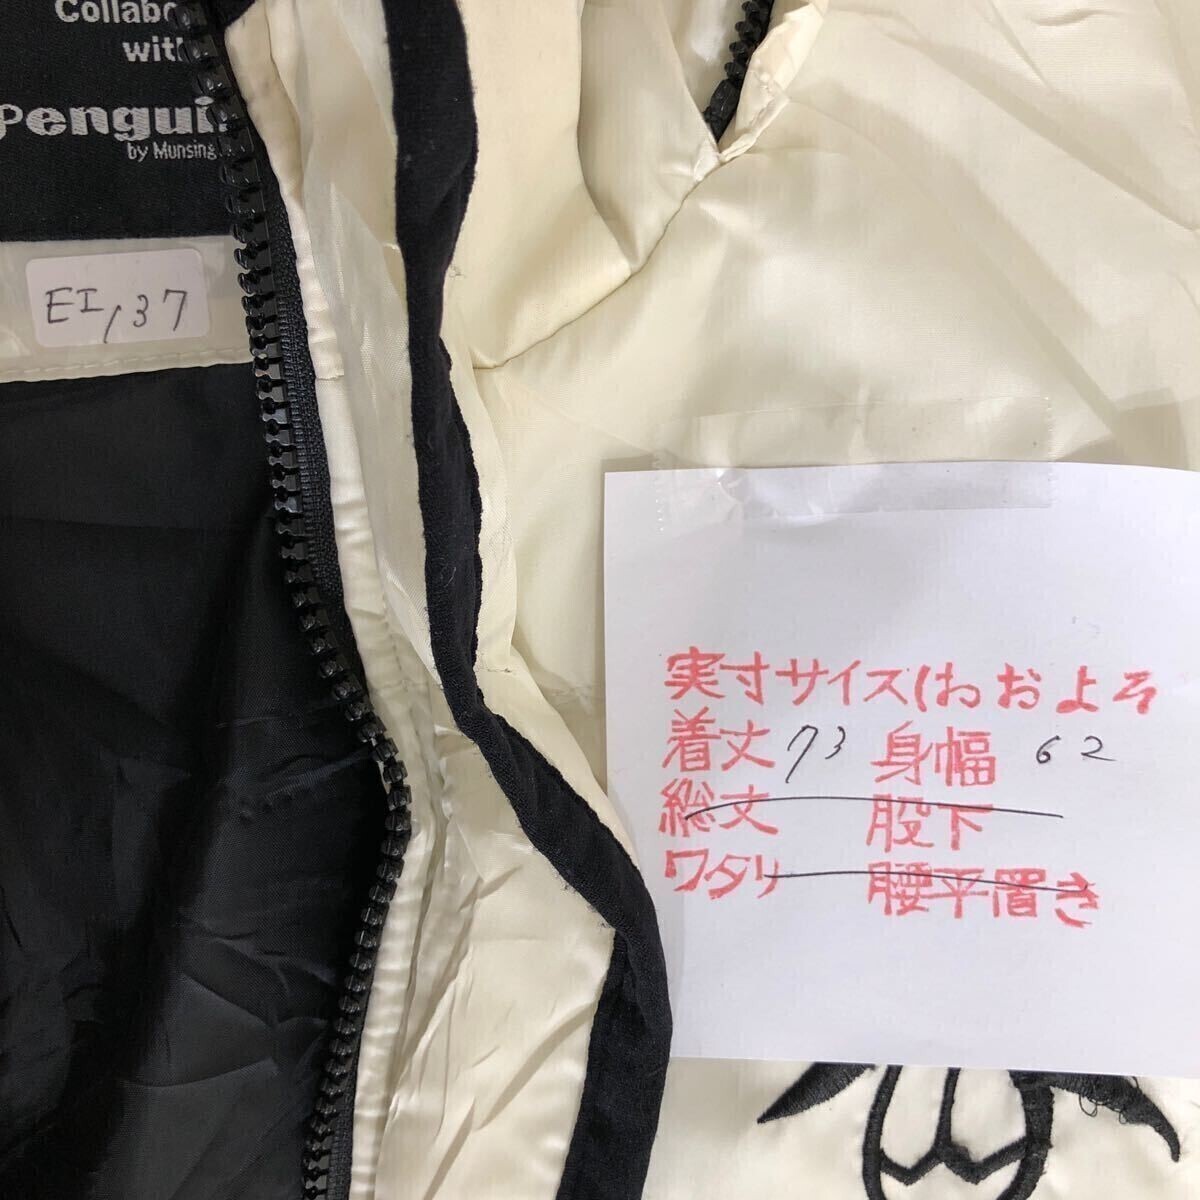 Collabo
with
Penguin
by Munsing
EI,37
実寸サイズ(おおよそ
着丈 73 身幅 62
総丈 股下
ワタリ 腰平置き